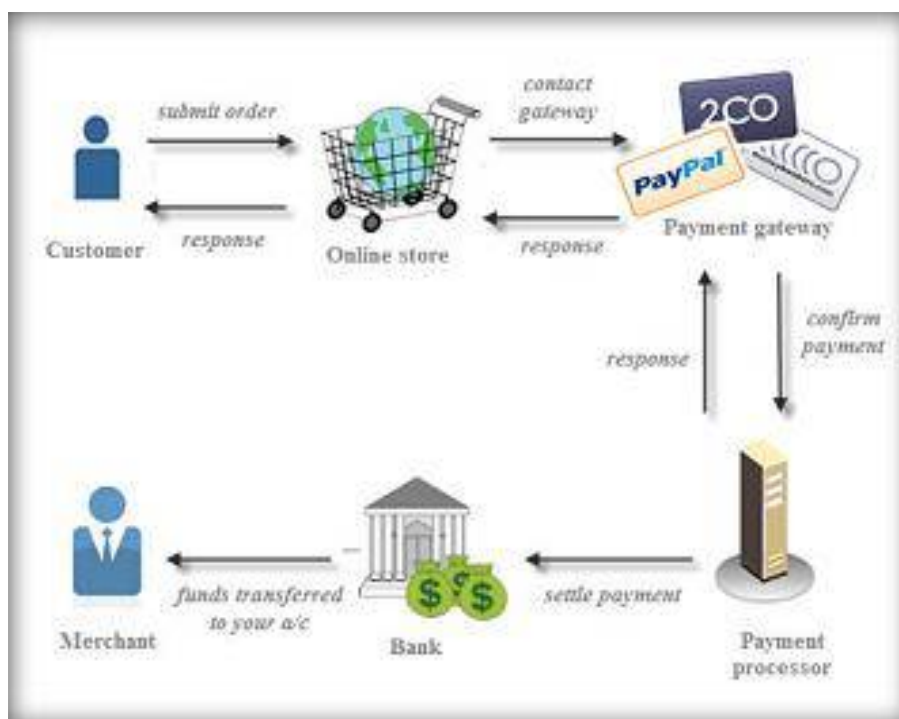 submit order
contact
gateway
2CO
PayPal
response
response
Customer
Online store
Payment gateway
confirm
payment
response
funds transferred
to your a/c
settle payment
Merchant
Bank
Payment
processor